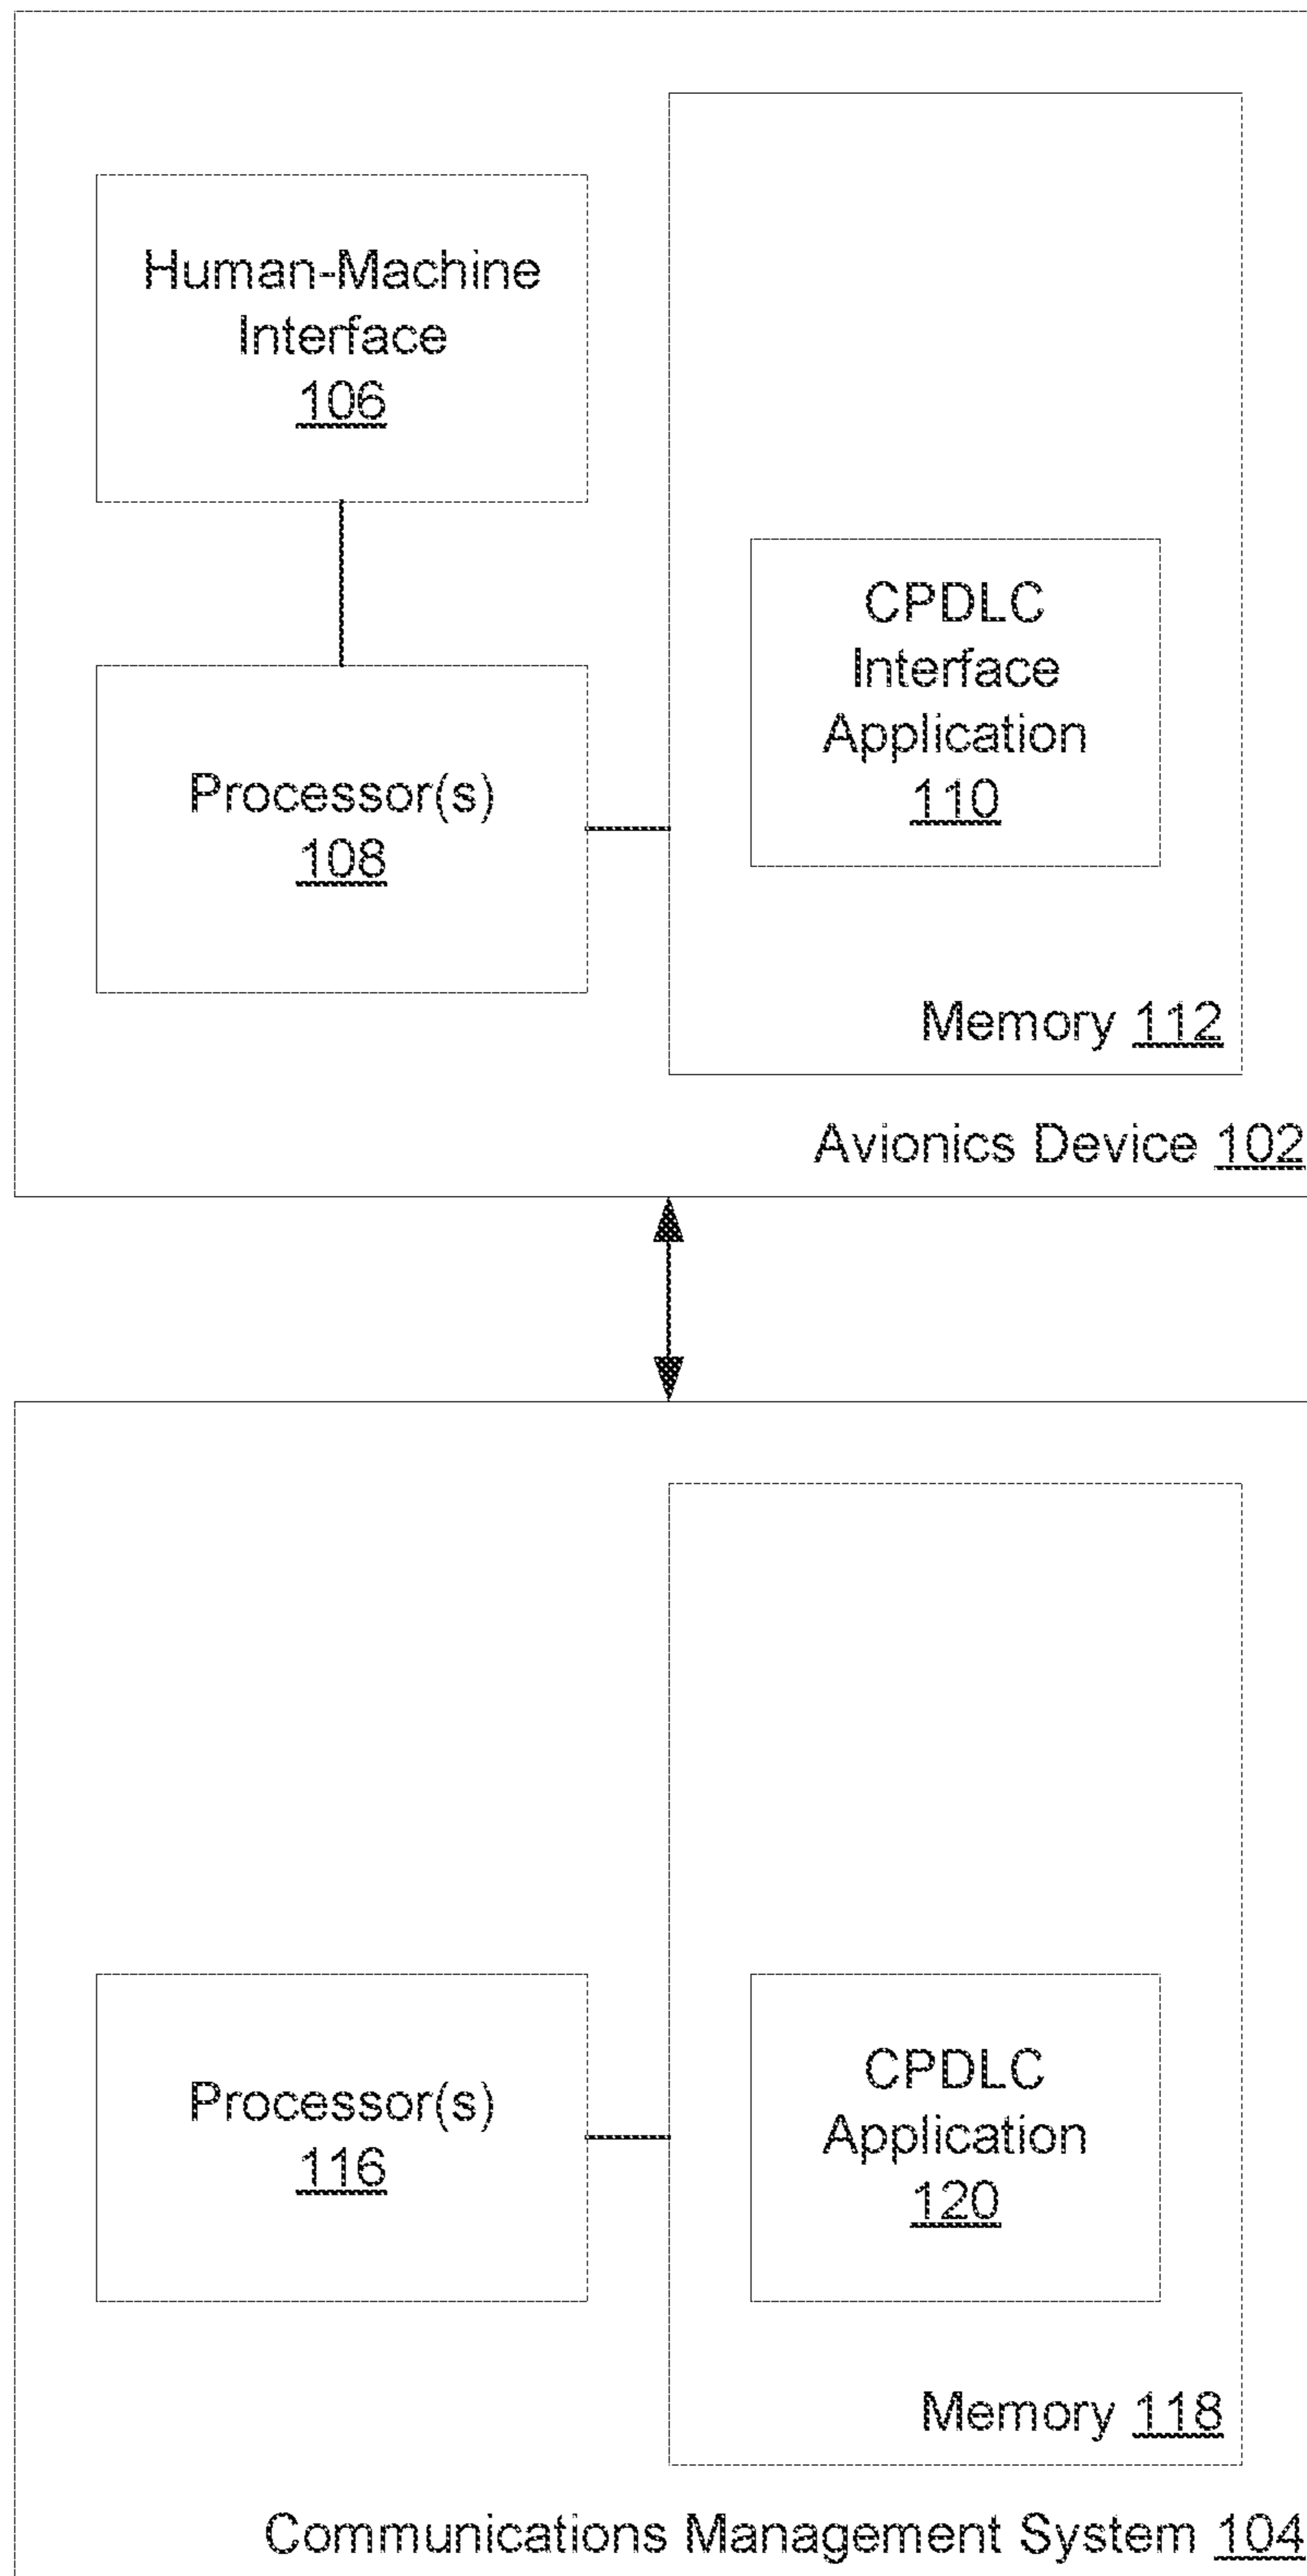 Human-Machine
Interface
106
CPDLC
Interface
Application
110
Processor(s)
108
Memory 112
Avionics Device 102
Processor(s)
116
CPDLC
Application
120
Memory 118
Communications Management System 104